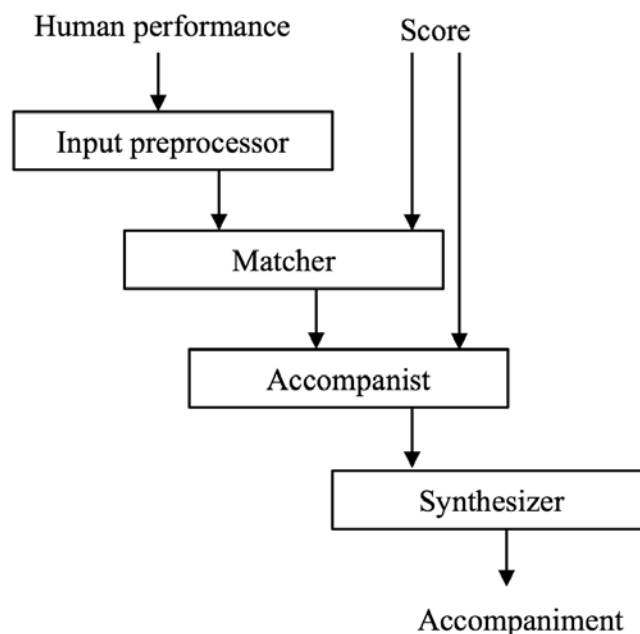 Human performance
Score
Input preprocessor
Matcher
Accompanist
Synthesizer
Accompaniment